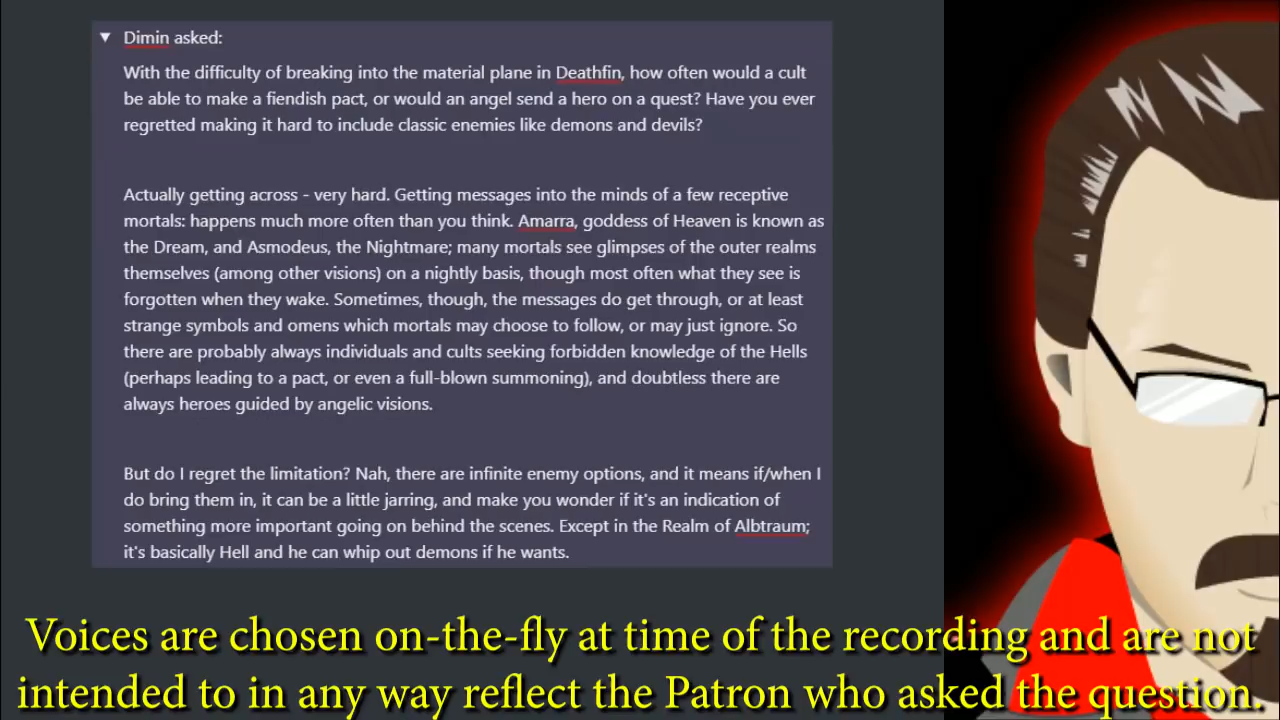 Dimin asked:
With the difficulty of breaking into the material plane in Deathfin, how often would a cult
be able to make a fiendish pact, or would an angel send a hero on a quest? Have you ever
regretted making it hard to include classic enemies like demons and devils?
Actually getting across - very hard. Getting messages into the minds of a few receptive
mortals: happens much more often than you think. Amarra, goddess of Heaven is known as
the Dream, and Asmodeus, the Nightmare; many mortals see glimpses of the outer realms
themselves (among other visions) on a nightly basis, though most often what they see is
forgotten when they wake. Sometimes, though, the messages do get through, or at least
strange symbols and omens which mortals may choose to follow, or may just ignore. So
there are probably always individuals and cults seeking forbidden knowledge of the Hells
(perhaps leading to a pact, or even a full-blown summoning), and doubtless there are
always heroes guided by angelic visions.
But do I regret the limitation? Nah, there are infinite enemy options, and it means if/when I
do bring them in, it can be a little jarring, and make you wonder if it's an indication of
something more important going on behind the scenes. Except in the Realm of Albtraum;
it's basically Hell and he can whip out demons if he wants.
Voices are chosen on-the-fly at time of the recording and are not
intended to in any way reflect the Patron who asked the question.